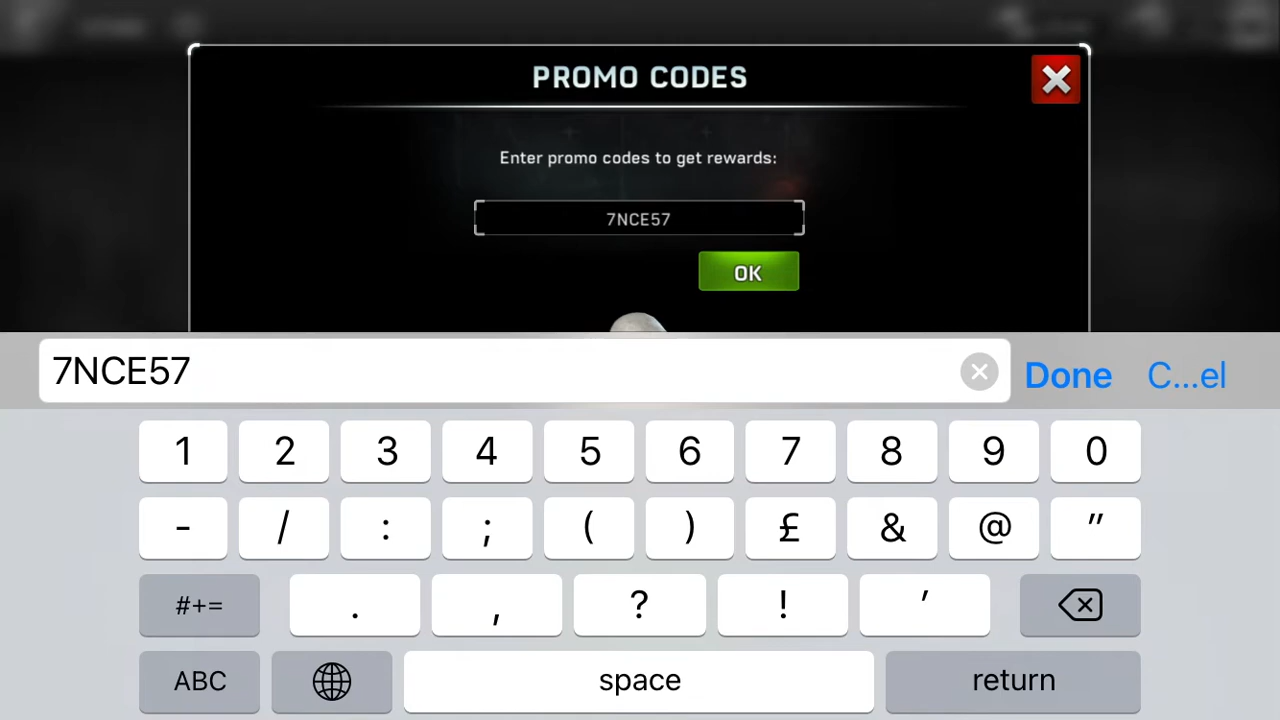 PROMO CODES
Enter promo codes to get rewards:
7NCE57
OK
7NCE57
Done C...el
1 2 3 4 5 6 7 8 9 0
- / : ; ( ) £ & @ "
#+= . , ? ! '
ABC space return